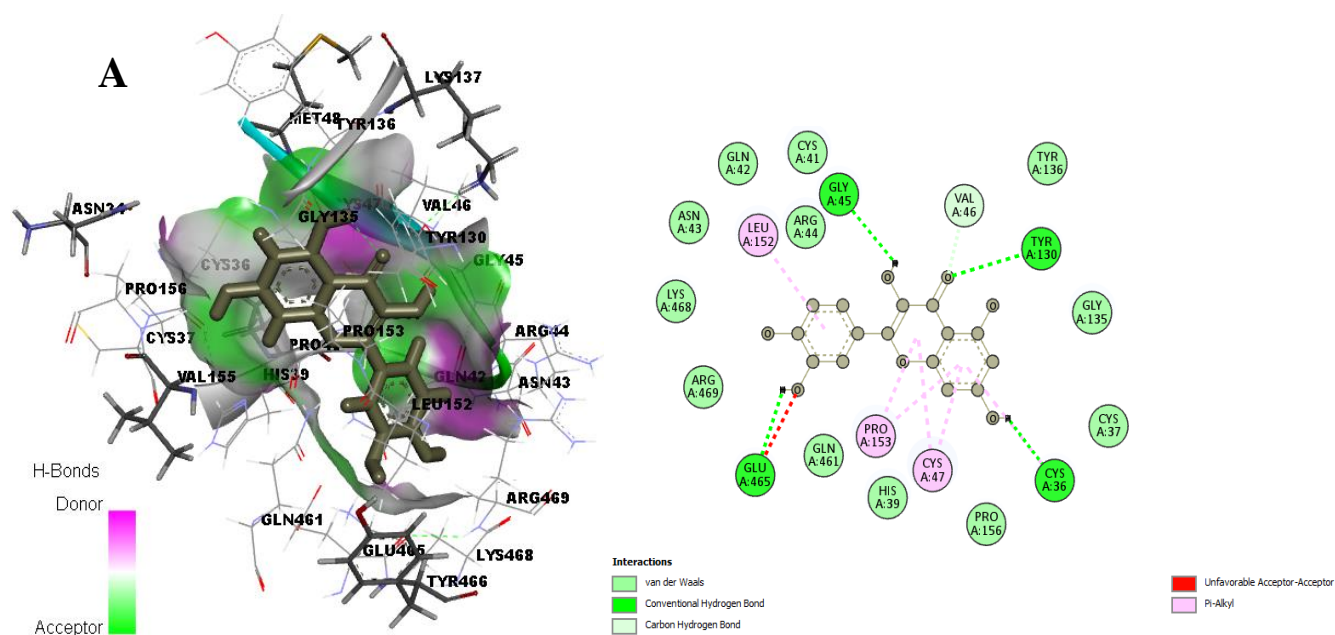 A
LYS137
MET48
TYR136
ASN34
VAL46
GLY135
TYR130
CYS36
GLY45
PRO156
PRO153
ARG44
CYS37
VAL155
HIS39
GLN42
ASN43
LEU152
H-Bonds
Donor
Acceptor
ARG469
GLN461
GLU465
LYS468
TYR466
GLN
A:42
CYS
A:41
GLY
A:45
TYR
A:136
VAL
A:46
ASN
A:43
LEU
A:152
ARG
A:44
TYR
A:130
LYS
A:468
GLY
A:135
ARG
A:469
PRO
A:153
CYS
A:37
GLN
A:461
CYS
A:47
GLU
A:465
CYS
A:36
HIS
A:39
PRO
A:156
O
O
O
O
O
O
O
Interactions
van der Waals
Conventional Hydrogen Bond
Carbon Hydrogen Bond
Unfavorable Acceptor-Acceptor
Pi-Alkyl